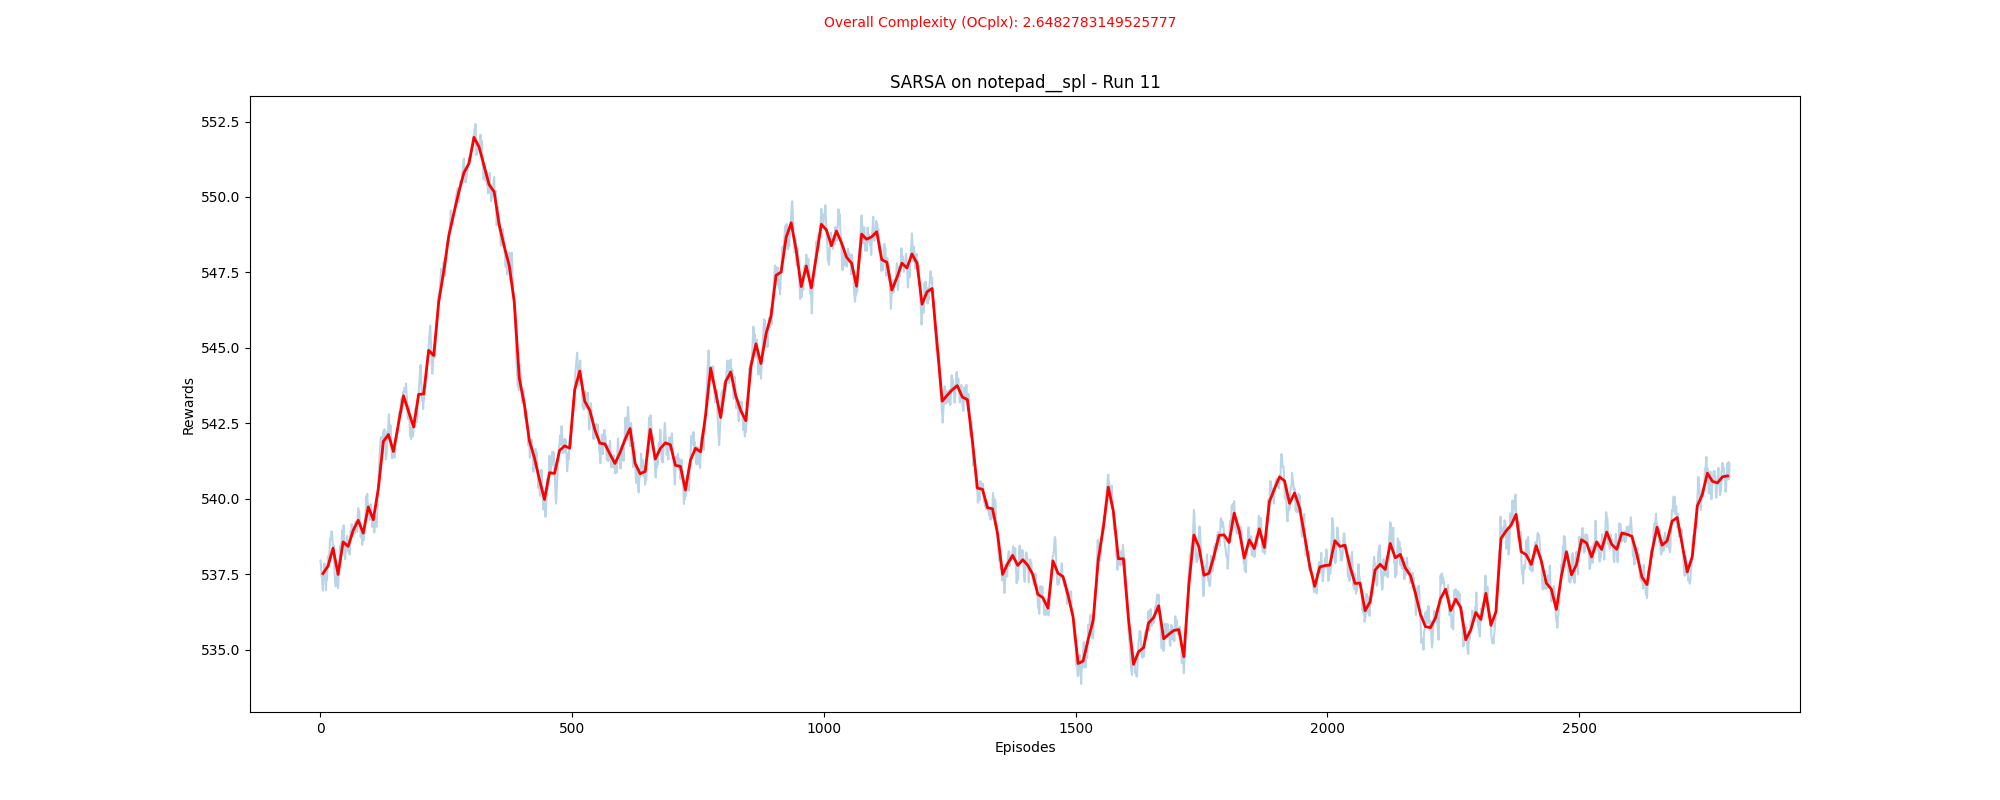 Overall Complexity (OCplx): 2.6482783149525777
SARSA on notepad__spl - Run 11
552.5
550.0
547.5
545.0
542.5
540.0
537.5
535.0
Rewards
0 500 1000 1500 2000 2500
Episodes